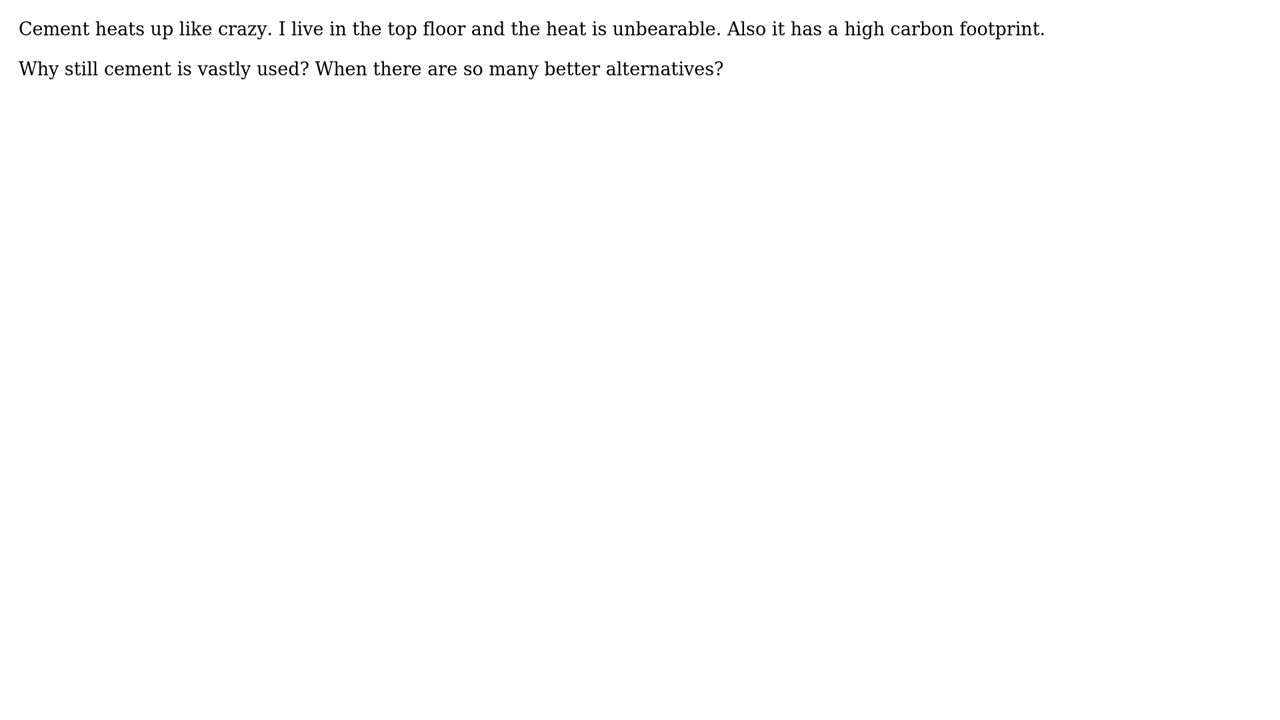 Cement heats up like crazy. I live in the top floor and the heat is unbearable. Also it has a high carbon footprint.
Why still cement is vastly used? When there are so many better alternatives?